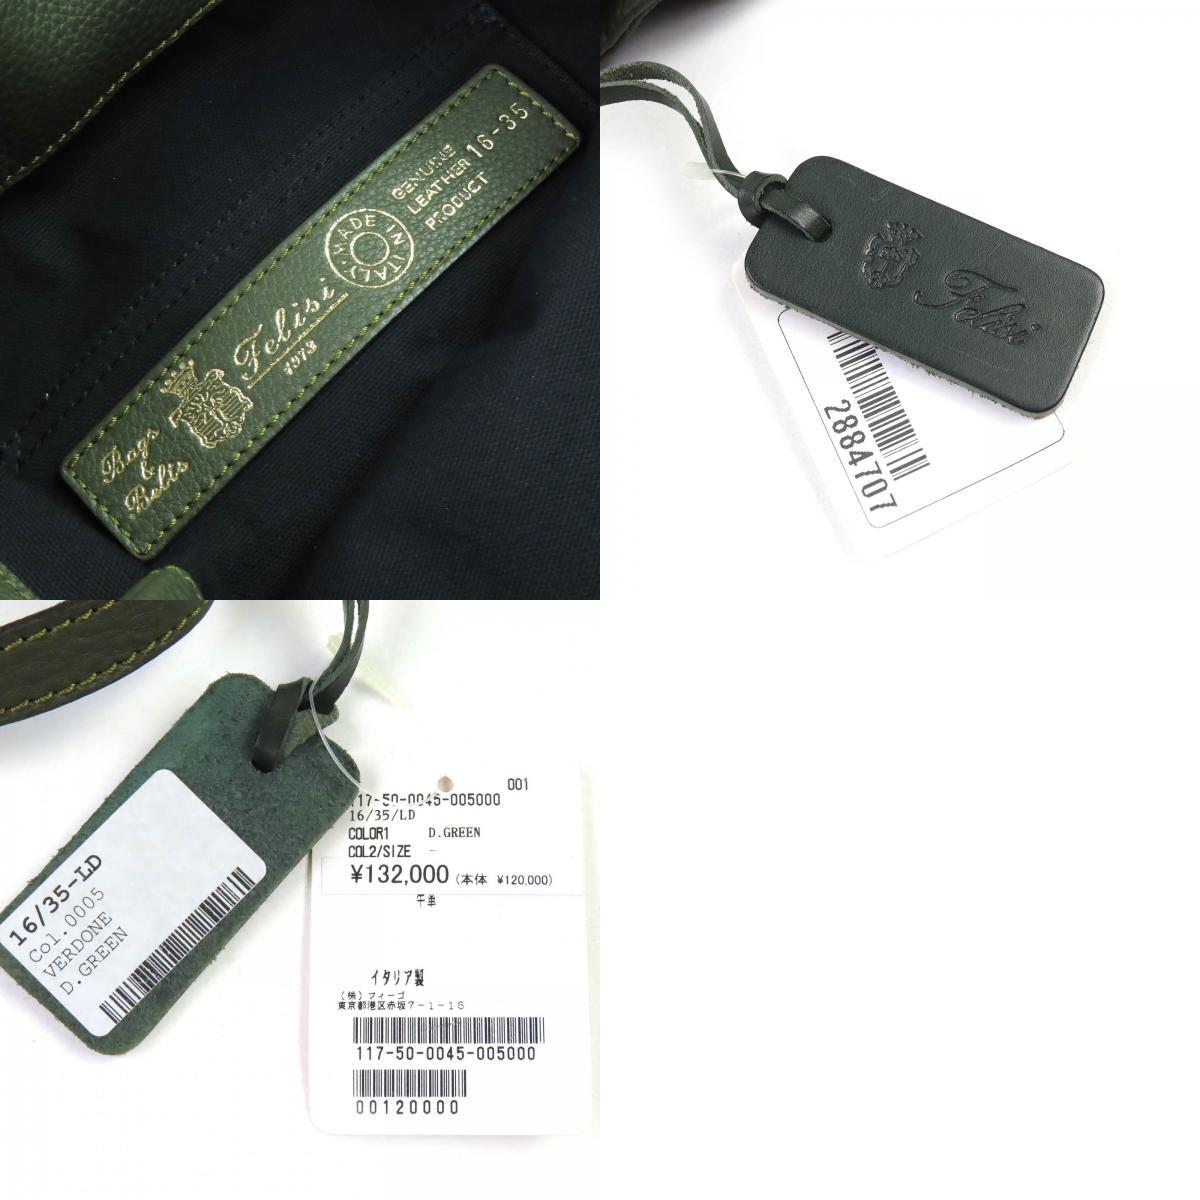 Bags
&
Belts
Felisi
1973
MADE IN ITALY
GENUINE
LEATHER
PRODUCT
16-35
Felisi
2884707
16/35-LD
Col.0005
VERDONE
D.GREEN
001
117-50-0045-005000
16/35/LD
COLOR1 D.GREEN
COL2/SIZE -
¥132,000 (本体 ¥120,000)
牛革
イタリア製
(株)フィーゴ
東京都港区赤坂7-1-16
117-50-0045-005000
00120000